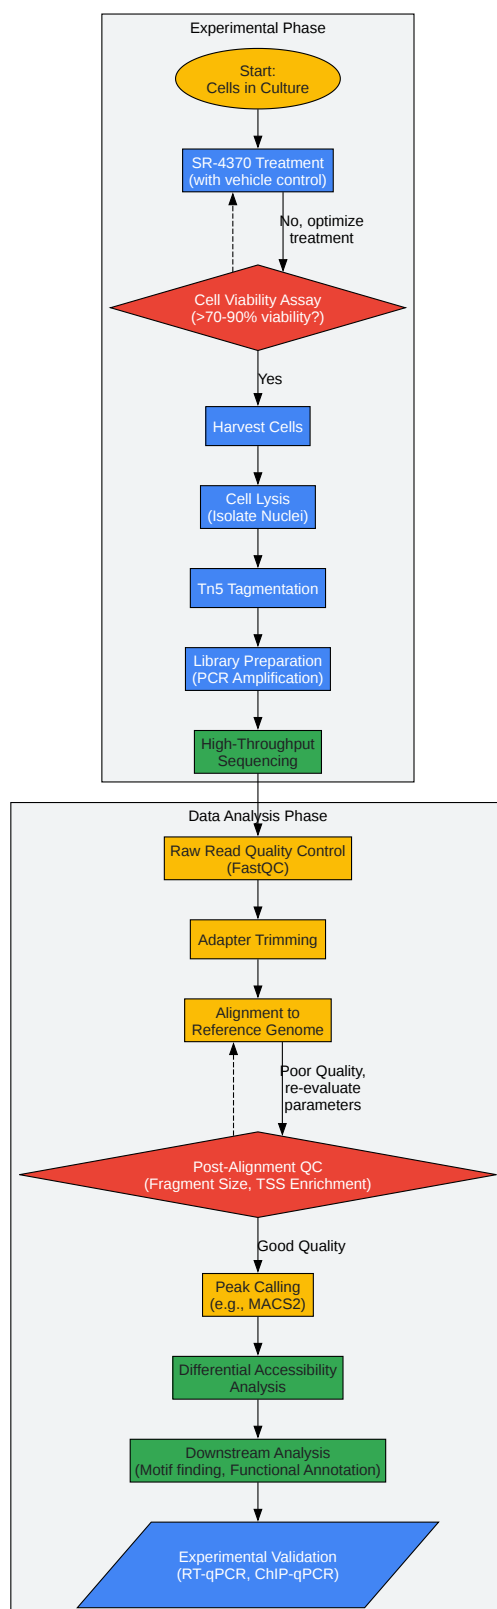 Experimental Phase
Start:
Cells in Culture
SR-4370 Treatment
(with vehicle control)
No, optimize
treatment
Cell Viability Assay
(>70-90% viability?)
Yes
Harvest Cells
Cell Lysis
(Isolate Nuclei)
Tn5 Tagmentation
Library Preparation
(PCR Amplification)
High-Throughput
Sequencing
Data Analysis Phase
Raw Read Quality Control
(FastQC)
Adapter Trimming
Alignment to
Reference Genome
Poor Quality,
re-evaluate
parameters
Post-Alignment QC
(Fragment Size, TSS Enrichment)
Good Quality
Peak Calling
(e.g., MACS2)
Differential Accessibility
Analysis
Downstream Analysis
(Motif finding, Functional Annotation)
Experimental Validation
(RT-qPCR, ChIP-qPCR)